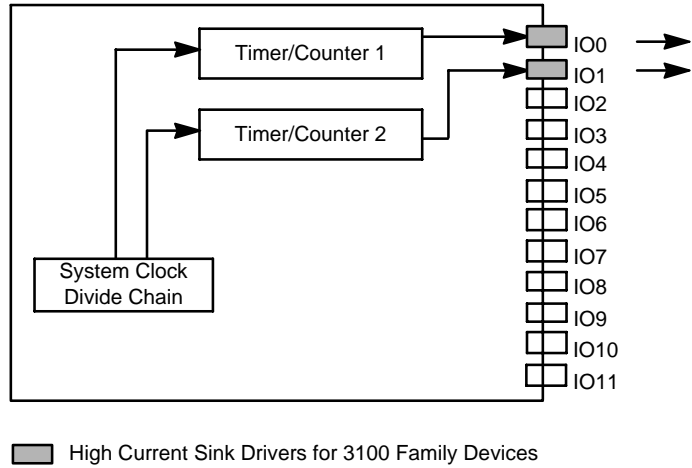 Timer/Counter 1
Timer/Counter 2
System Clock
Divide Chain
IO0
IO1
IO2
IO3
IO4
IO5
IO6
IO7
IO8
IO9
IO10
IO11
High Current Sink Drivers for 3100 Family Devices